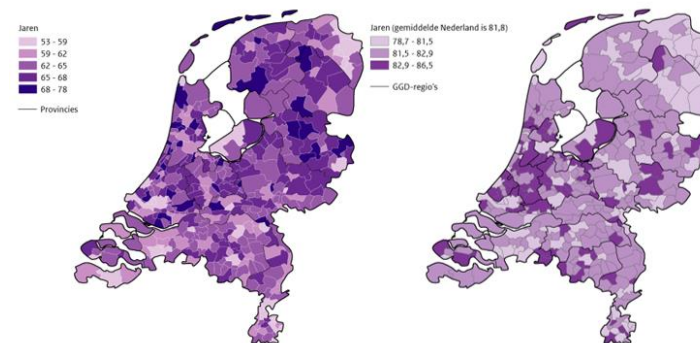 Jaren
53 - 59
59 - 62
62 - 65
65 - 68
68 - 78
Provincies
Jaren (gemiddelde Nederland is 81,8)
78,7 - 81,5
81,5 - 82,9
82,9 - 86,5
GGD-regio's